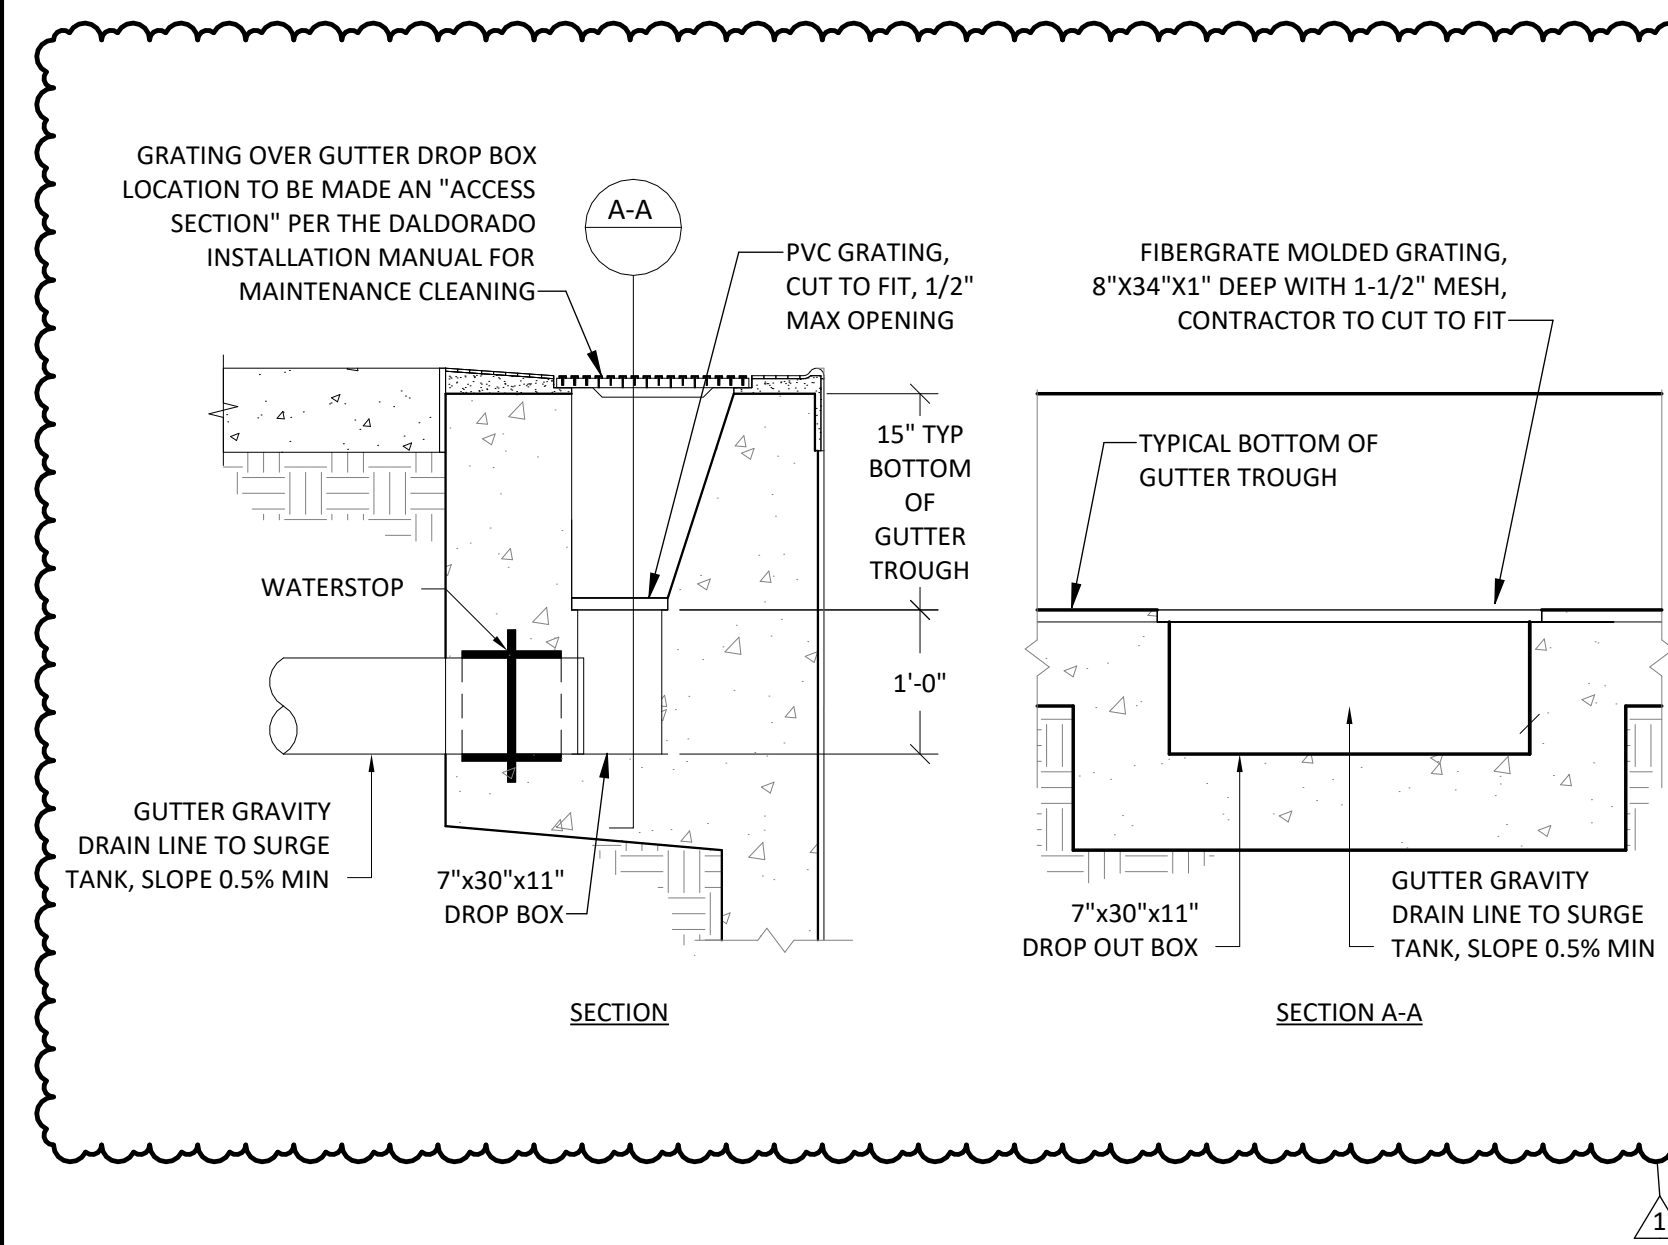 GRATING OVER GUTTER DROP BOX
LOCATION TO BE MADE AN "ACCESS
SECTION" PER THE DALDORADO
INSTALLATION MANUAL FOR
MAINTENANCE CLEANING
A-A
PVC GRATING,
CUT TO FIT, 1/2"
MAX OPENING
15" TYP
BOTTOM
OF
GUTTER
TROUGH
WATERSTOP
1'-0"
GUTTER GRAVITY
DRAIN LINE TO SURGE
TANK, SLOPE 0.5% MIN
7"x30"x11"
DROP BOX
SECTION
FIBERGRATE MOLDED GRATING,
8"X34"X1" DEEP WITH 1-1/2" MESH,
CONTRACTOR TO CUT TO FIT
TYPICAL BOTTOM OF
GUTTER TROUGH
7"x30"x11"
DROP OUT BOX
GUTTER GRAVITY
DRAIN LINE TO SURGE
TANK, SLOPE 0.5% MIN
SECTION A-A
1